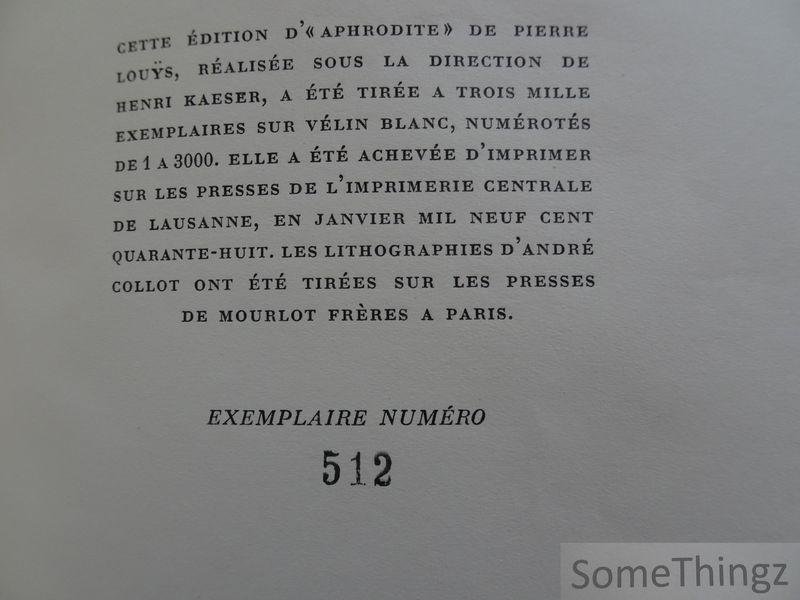 CETTE ÉDITION D'« APHRODITE » DE PIERRE
LOUŸS, RÉALISÉE SOUS LA DIRECTION DE
HENRI KAESER, A ÉTÉ TIRÉE A TROIS MILLE
EXEMPLAIRES SUR VÉLIN BLANC, NUMÉROTÉS
DE 1 A 3000. ELLE A ÉTÉ ACHEVÉE D'IMPRIMER
SUR LES PRESSES DE L'IMPRIMERIE CENTRALE
DE LAUSANNE, EN JANVIER MIL NEUF CENT
QUARANTE-HUIT. LES LITHOGRAPHIES D'ANDRÉ
COLLOT ONT ÉTÉ TIRÉES SUR LES PRESSES
DE MOURLOT FRÈRES A PARIS.
EXEMPLAIRE NUMÉRO
512
SomeThingz